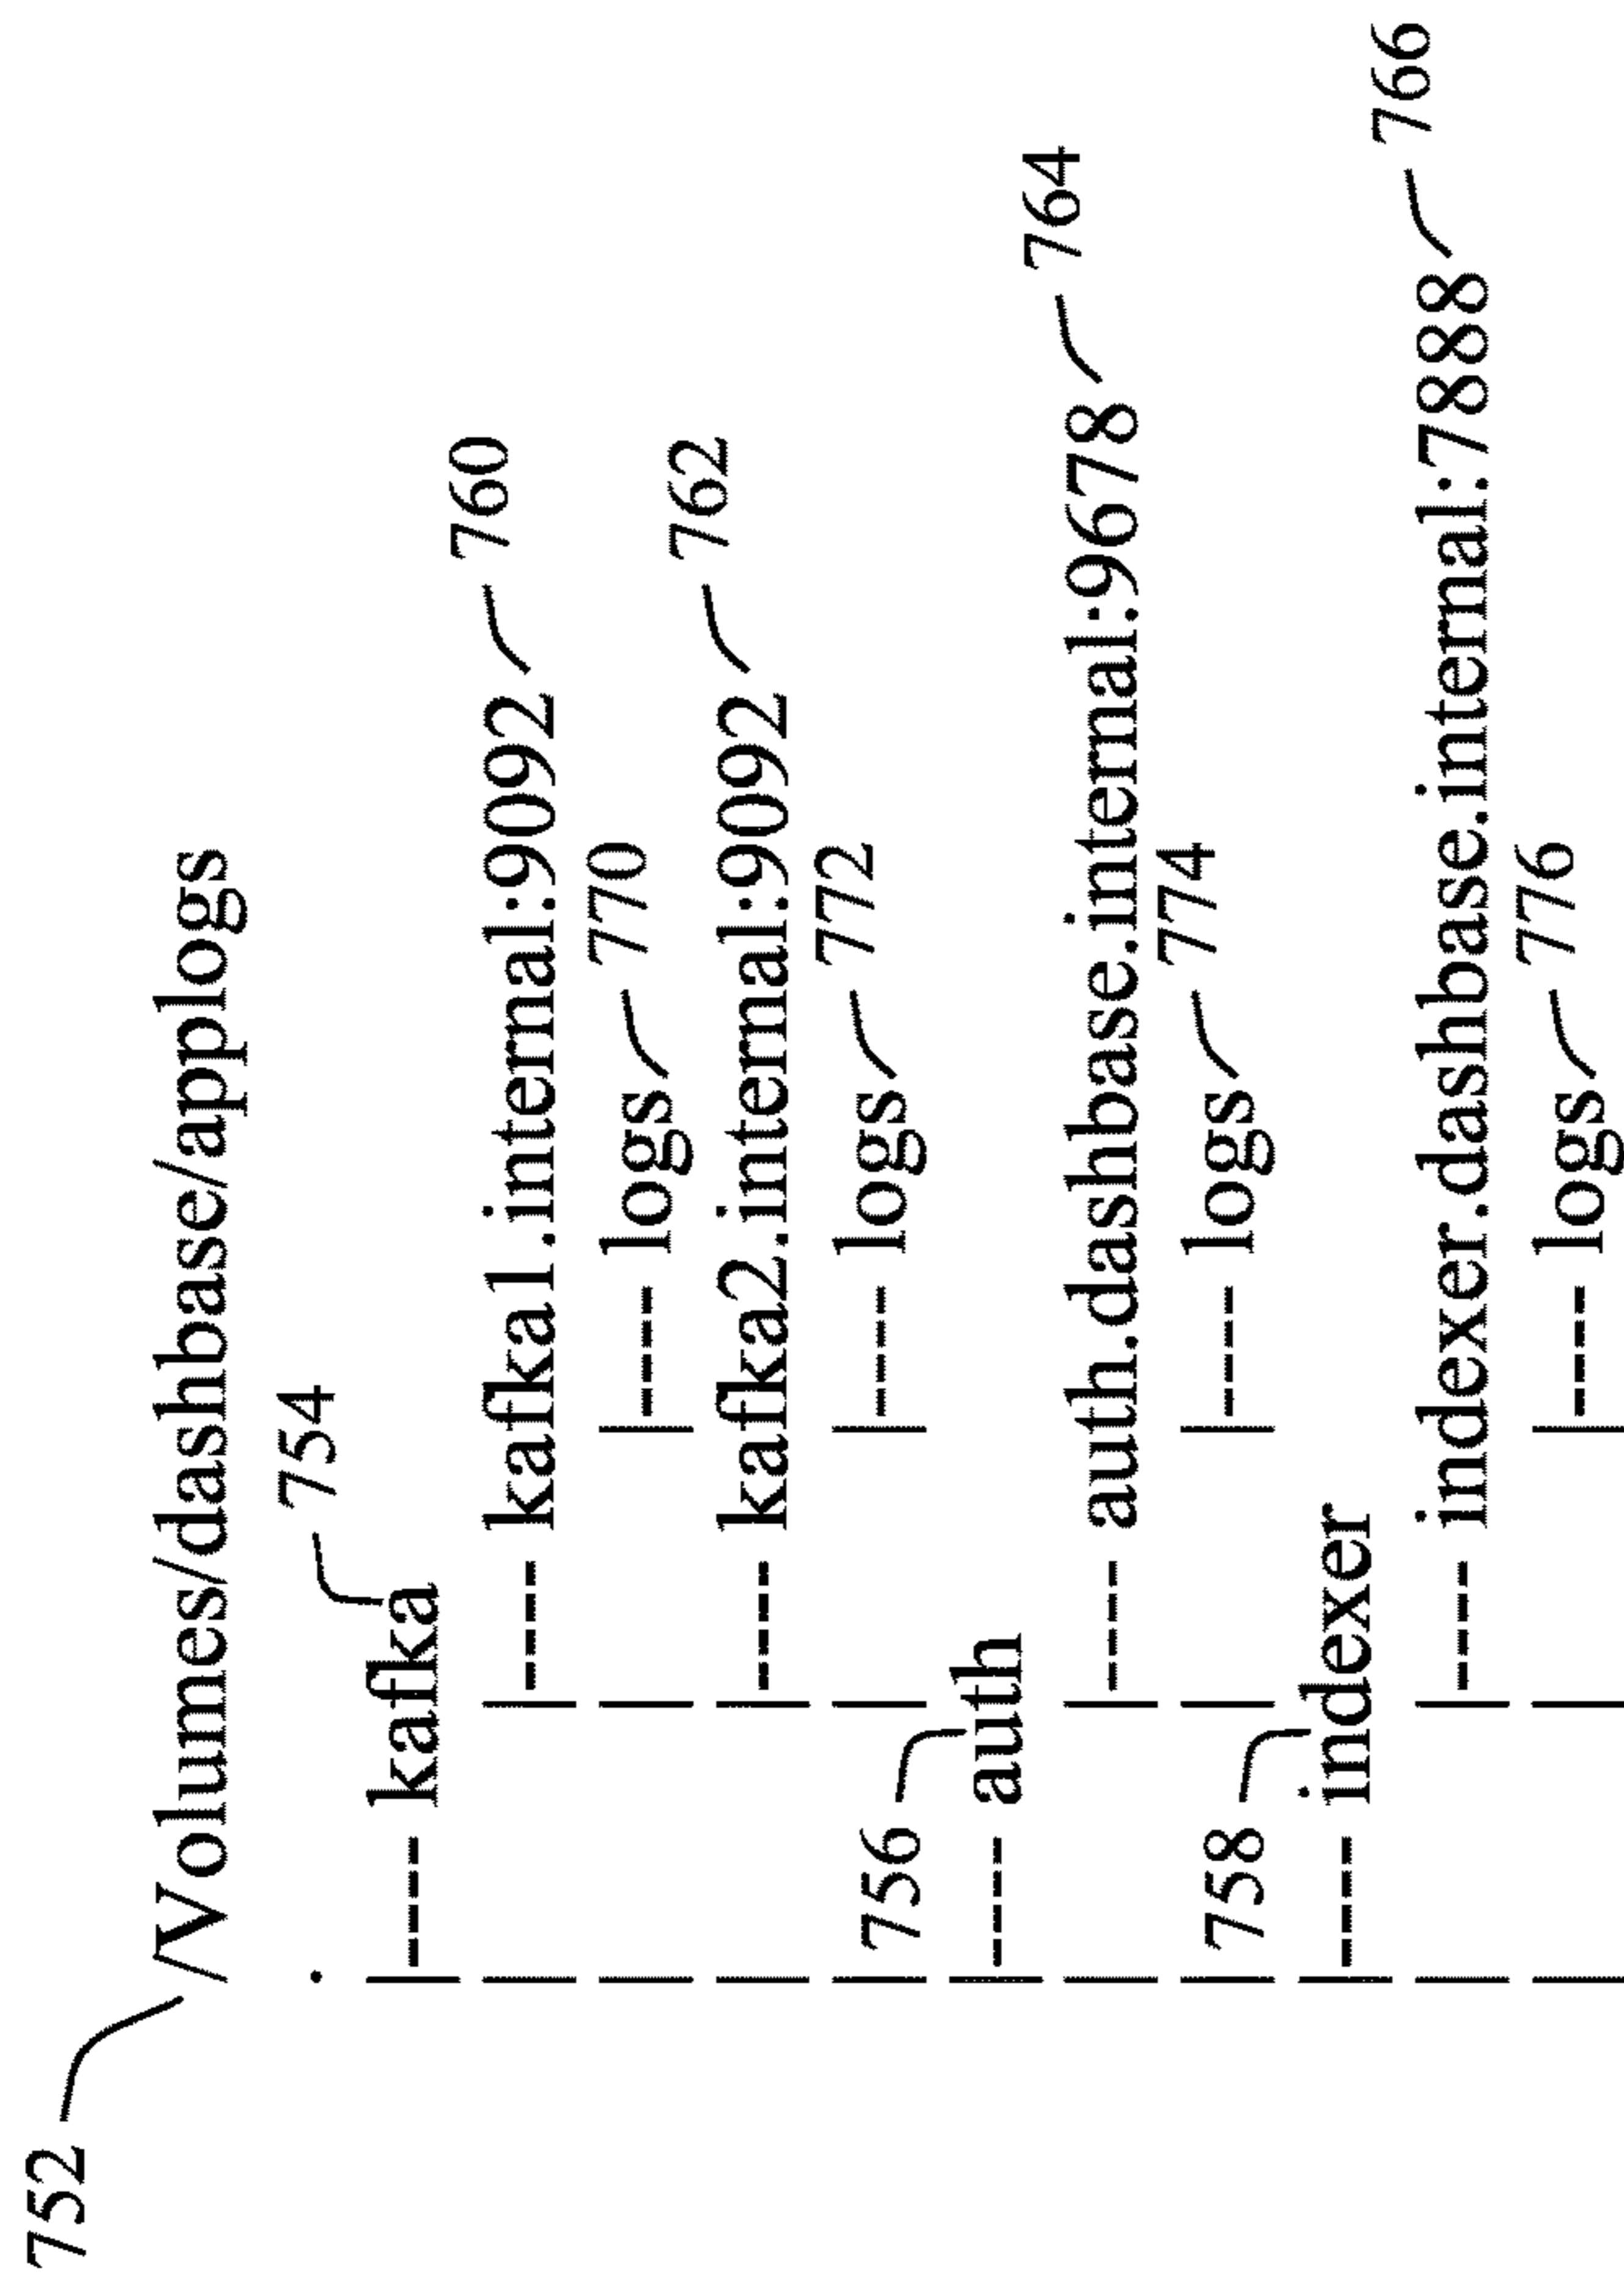 752
/Volumes/dashbase/applogs
.
754
|---- kafka
760
| |---- kafka1.internal:9092
770
| | |---- logs
762
| |---- kafka2.internal:9092
772
| | |---- logs
756
|---- auth
764
| |---- auth.dashbase.internal:9678
774
758
| | |---- logs
|---- indexer
766
| |---- indexer.dashbase.internal:7888
776
| | |---- logs